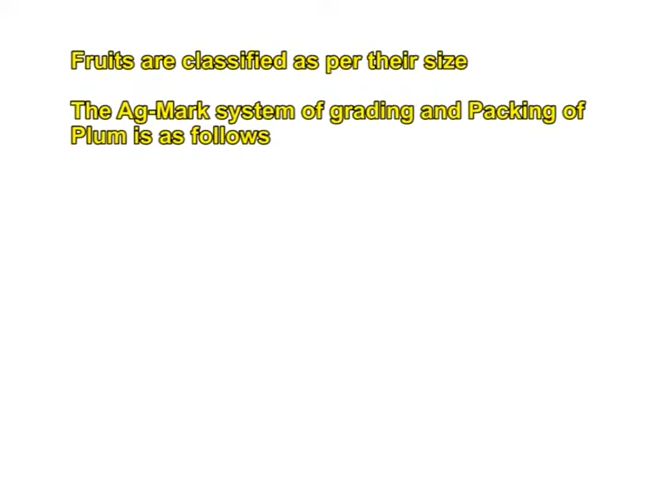 Fruits are classified as per their size
The Ag-Mark system of grading and Packing of
Plum is as follows